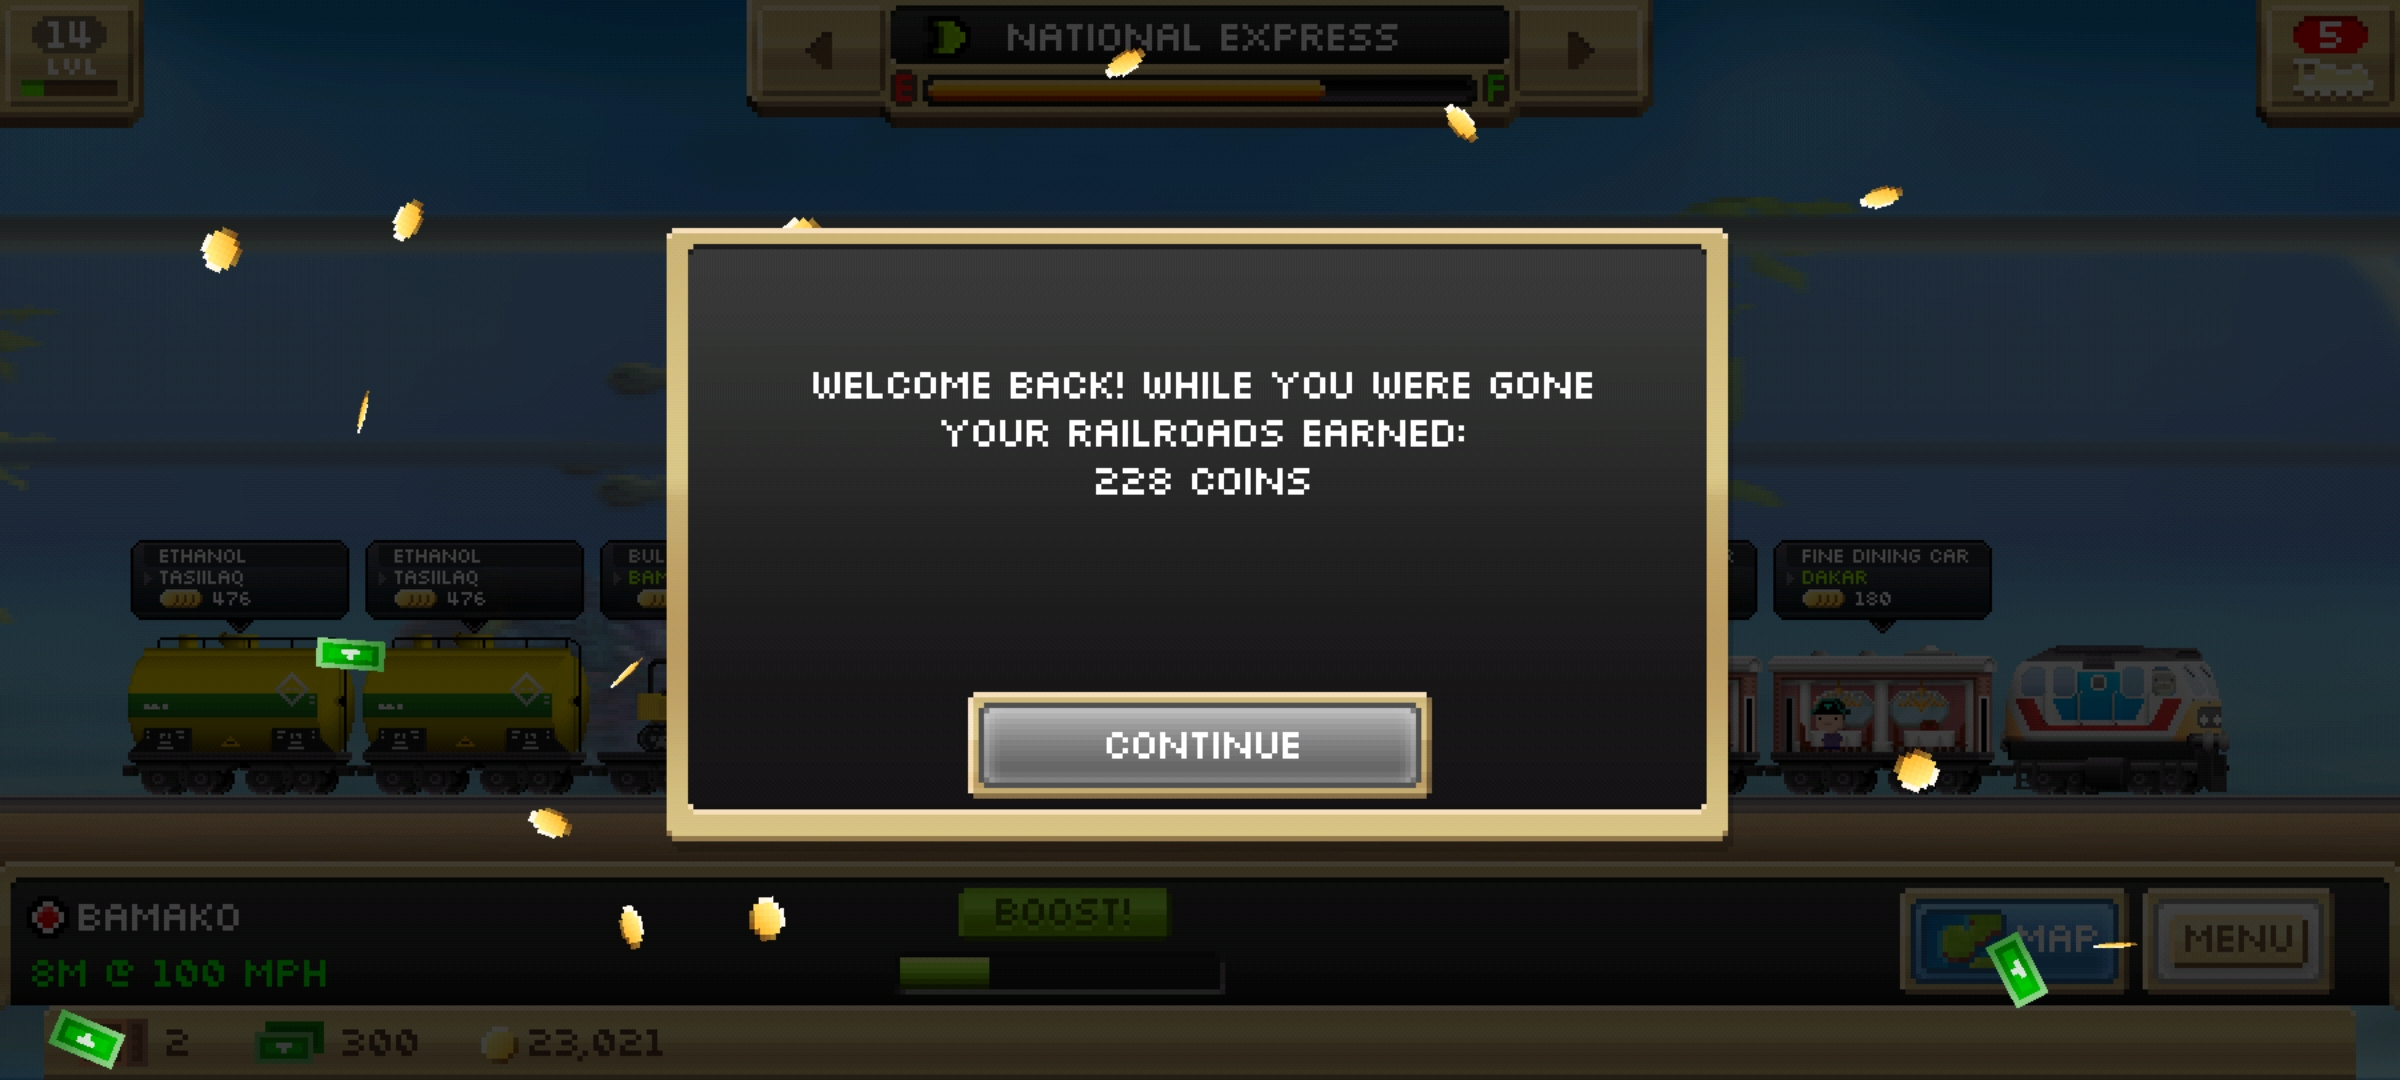 14
LVL
NATIONAL EXPRESS
E
F
5
WELCOME BACK! WHILE YOU WERE GONE
YOUR RAILROADS EARNED:
228 COINS
CONTINUE
ETHANOL
TASIILAQ
476
ETHANOL
TASIILAQ
476
FINE DINING CAR
DAKAR
180
BAMAKO
8M @ 100 MPH
BOOST!
MAP
MENU
2
300
23,021